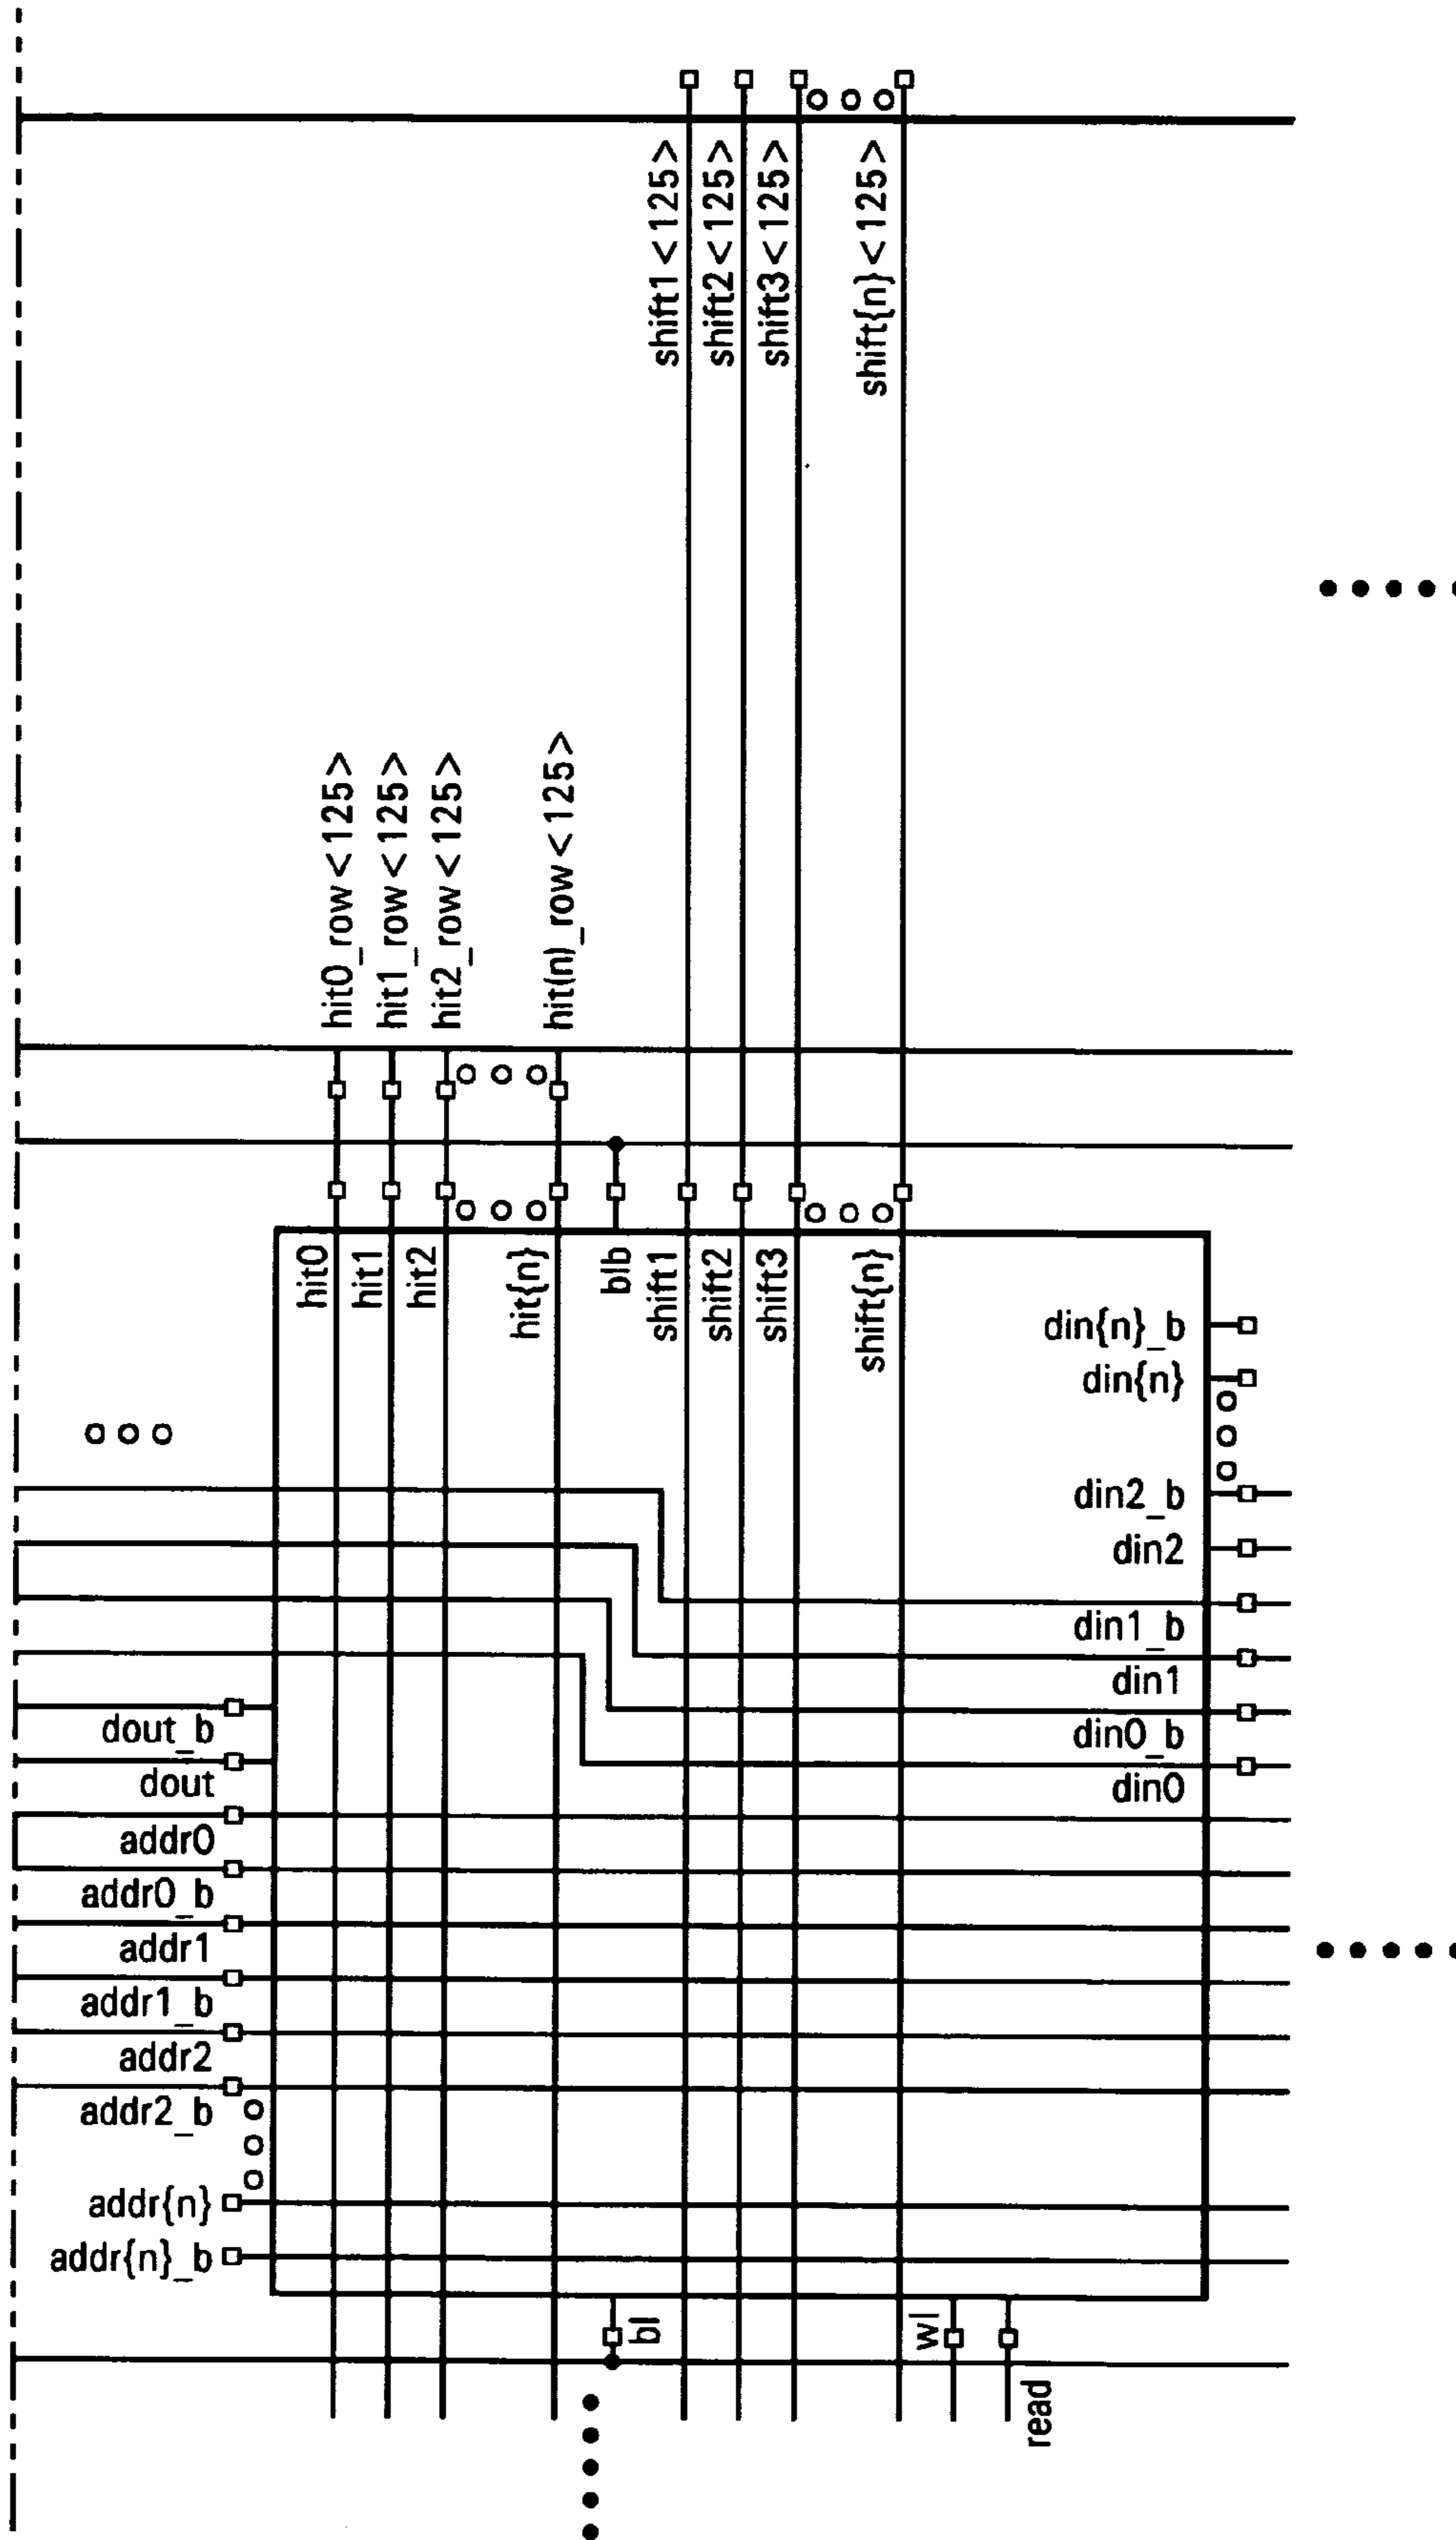 shift1<125>
shift2<125>
shift3<125>
shift{n}<125>
hit0_row<125>
hit1_row<125>
hit2_row<125>
hit(n)_row<125>
hit0
hit1
hit2
hit{n}
blb
shift1
shift2
shift3
shift{n}
din{n}_b
din{n}
din2_b
din2
din1_b
din1
din0_b
din0
dout_b
dout
addr0
addr0_b
addr1
addr1_b
addr2
addr2_b
addr{n}
addr{n}_b
bl
wl
read